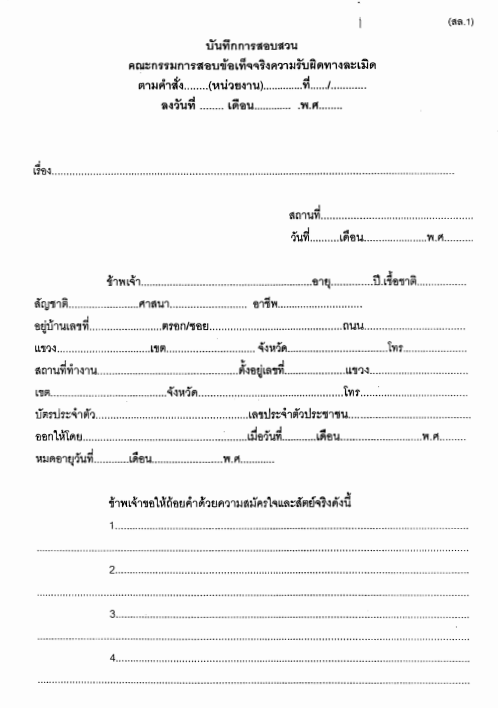 (สล.1)
บันทึกการสอบสวน
คณะกรรมการสอบข้อเท็จจริงความรับผิดทางละเมิด
ตามคำสั่ง........(หน่วยงาน).............ที่....../............
ลงวันที่ ........ เดือน............ .พ.ศ........
เรื่อง......................................................................................................................................
สถานที่...................................................
วันที่..........เดือน.....................พ.ศ..........
ข้าพเจ้า.........................................................อายุ..............ปี.เชื้อชาติ................
สัญชาติ.......................ศาสนา.......................... อาชีพ............................
อยู่บ้านเลขที่........................ตรอก/ซอย.............................................ถนน..................................
แขวง......................................เขต.............................. จังหวัด.................................โทร.....................
สถานที่ทำงาน...............................................ตั้งอยู่เลขที่....................แขวง................................
เขต......................................จังหวัด................................................โทร....................................
บัตรประจำตัว...................................................เลขประจำตัวประชาชน........................................
ออกให้โดย.......................................................เมื่อวันที่...........เดือน...........................พ.ศ.........
หมดอายุวันที่...........เดือน........................พ.ศ..............
ข้าพเจ้าขอให้ถ้อยคำด้วยความสมัครใจและสัตย์จริงดังนี้
1.....................................................................................................................
...............................................................................................................................................
2.....................................................................................................................
...............................................................................................................................................
3.....................................................................................................................
...............................................................................................................................................
4.....................................................................................................................
...............................................................................................................................................